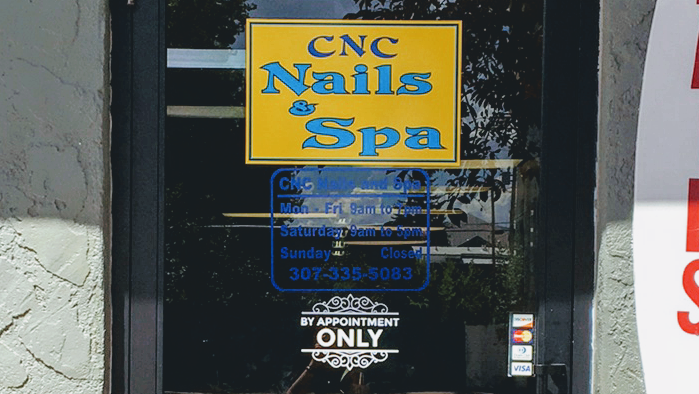 CNC
Nails
&
Spa
CNC Nails and Spa
Mon - Fri 9am to 7pm
Saturday 9am to 5pm
Sunday Closed
307-335-5083
BY APPOINTMENT
ONLY
VISA